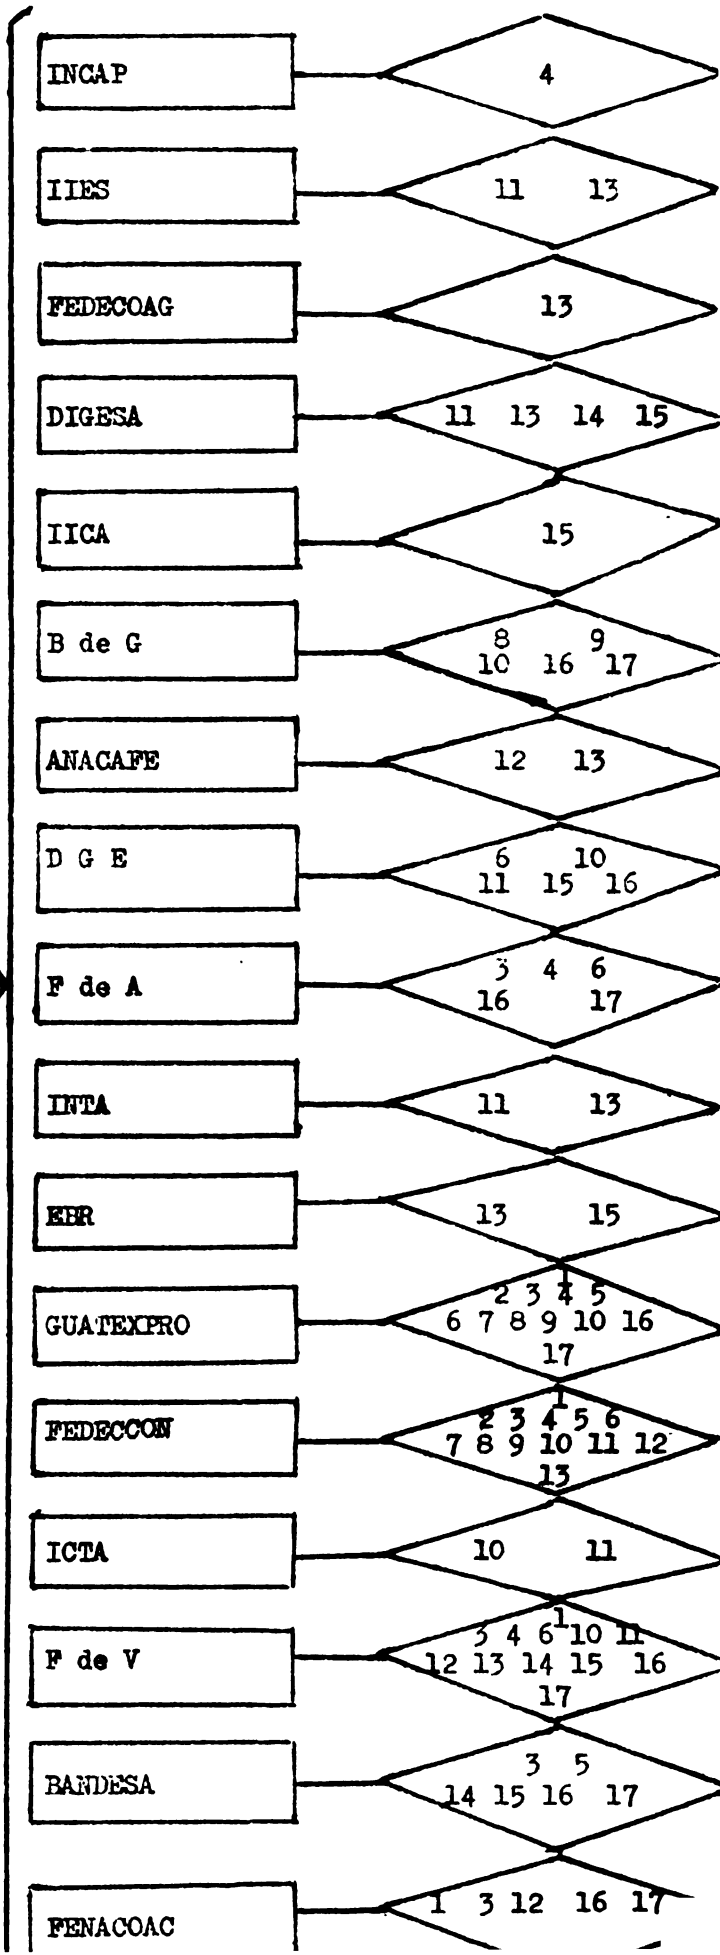 INCAP 4
IIES 11 13
FEDECOAG 13
DIGESA 11 13 14 15
IICA 15
B de G 8 9
10 16 17
ANACAFE 12 13
D G E 6 10
11 15 16
F de A 3 4 6
16 17
INTA 11 13
EBR 13 15
1
2 3 4 5
GUATEXPRO 6 7 8 9 10 16
17
1
FEDECCON 2 3 4 5 6
7 8 9 10 11 12
13
ICTA 10 11
1
3 4 6 10 11
F de V 12 13 14 15 16
17
3 5
BANDESA 14 15 16 17
1 3 12 16 17
FENACOAC